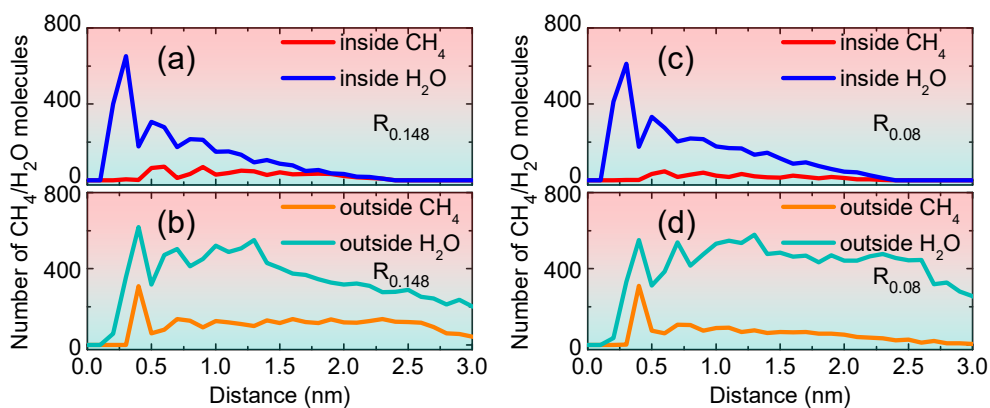 Number of CH4/H2O molecules
800
400
0
(a)
inside CH4
inside H2O
R0.148
800
400
0
(b)
outside CH4
outside H2O
R0.148
0.0 0.5 1.0 1.5 2.0 2.5 3.0
Distance (nm)
Number of CH4/H2O molecules
800
400
0
(c)
inside CH4
inside H2O
R0.08
800
400
0
(d)
outside CH4
outside H2O
R0.08
0.0 0.5 1.0 1.5 2.0 2.5 3.0
Distance (nm)